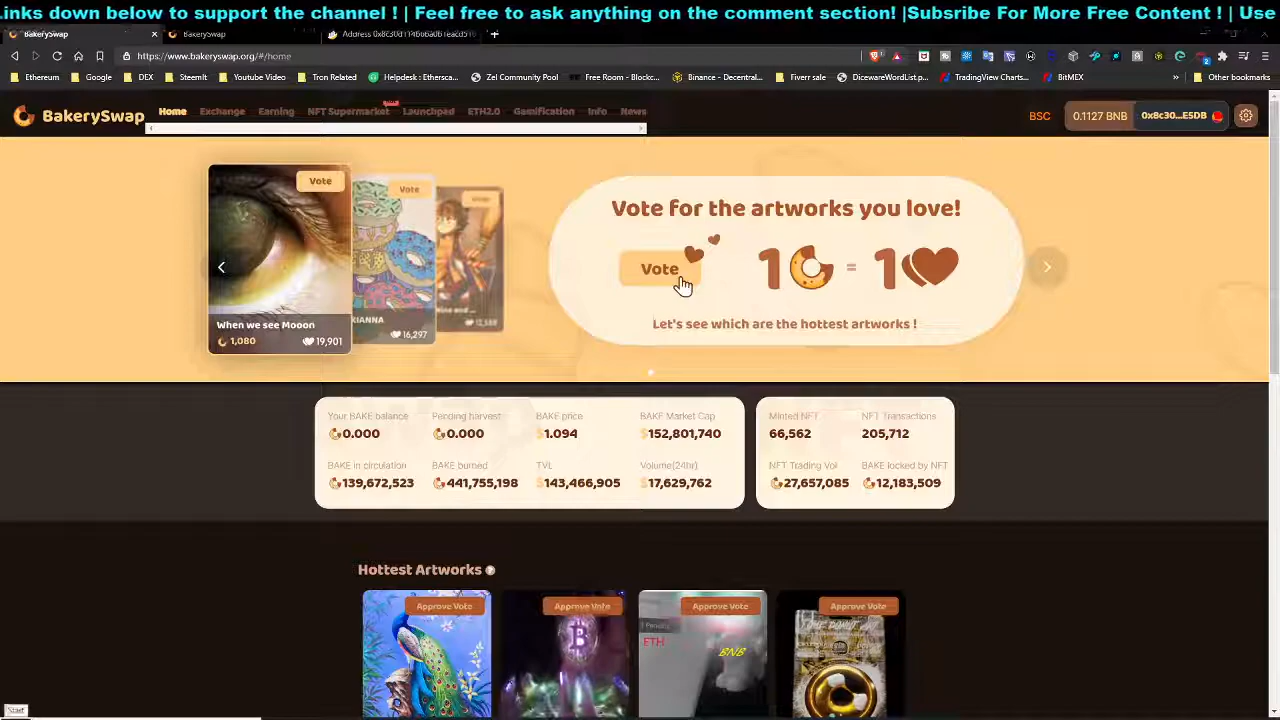 inks down below to support the channel ! | Feel free to ask anything on the comment section! |Subsribe For More Free Content ! | Use
BakerySwap
BakerySwap
Address 0x8c30d1146b6ab
https://www.bakeryswap.org/#/home
Ethereum Google DEX SteemIt Youtube Video Tron Related Helpdesk : Ethersca... Zel Community Pool Free Room - Blockc... Binance - Decentral... Fiverr sale DicewareWordList.p... TradingView Charts... BitMEX » Other bookmarks
BakerySwap Home Exchange Earning NFT Supermarket Launchpad ETH2.0 Gamification Info News
BSC 0.1127 BNB 0x8c30...E5DB
Vote
Vote
When we see Mooon
1,080 19,901
RIANNA
16,297
12,588
Vote for the artworks you love!
Vote 1 = 1
Let's see which are the hottest artworks !
Your BAKE balance Pending harvest BAKE price BAKE Market Cap
0.000 0.000 $1.094 $152,801,740
BAKE in circulation BAKE burned TVL Volume(24hr)
139,672,523 441,755,198 $143,466,905 $17,629,762
Minted NFT NFT Transactions
66,562 205,712
NFT Trading Vol BAKE locked by NFT
27,657,085 12,183,509
Hottest Artworks ?
Approve Vote Approve Vote Approve Vote Approve Vote
ETH
BNB
Start